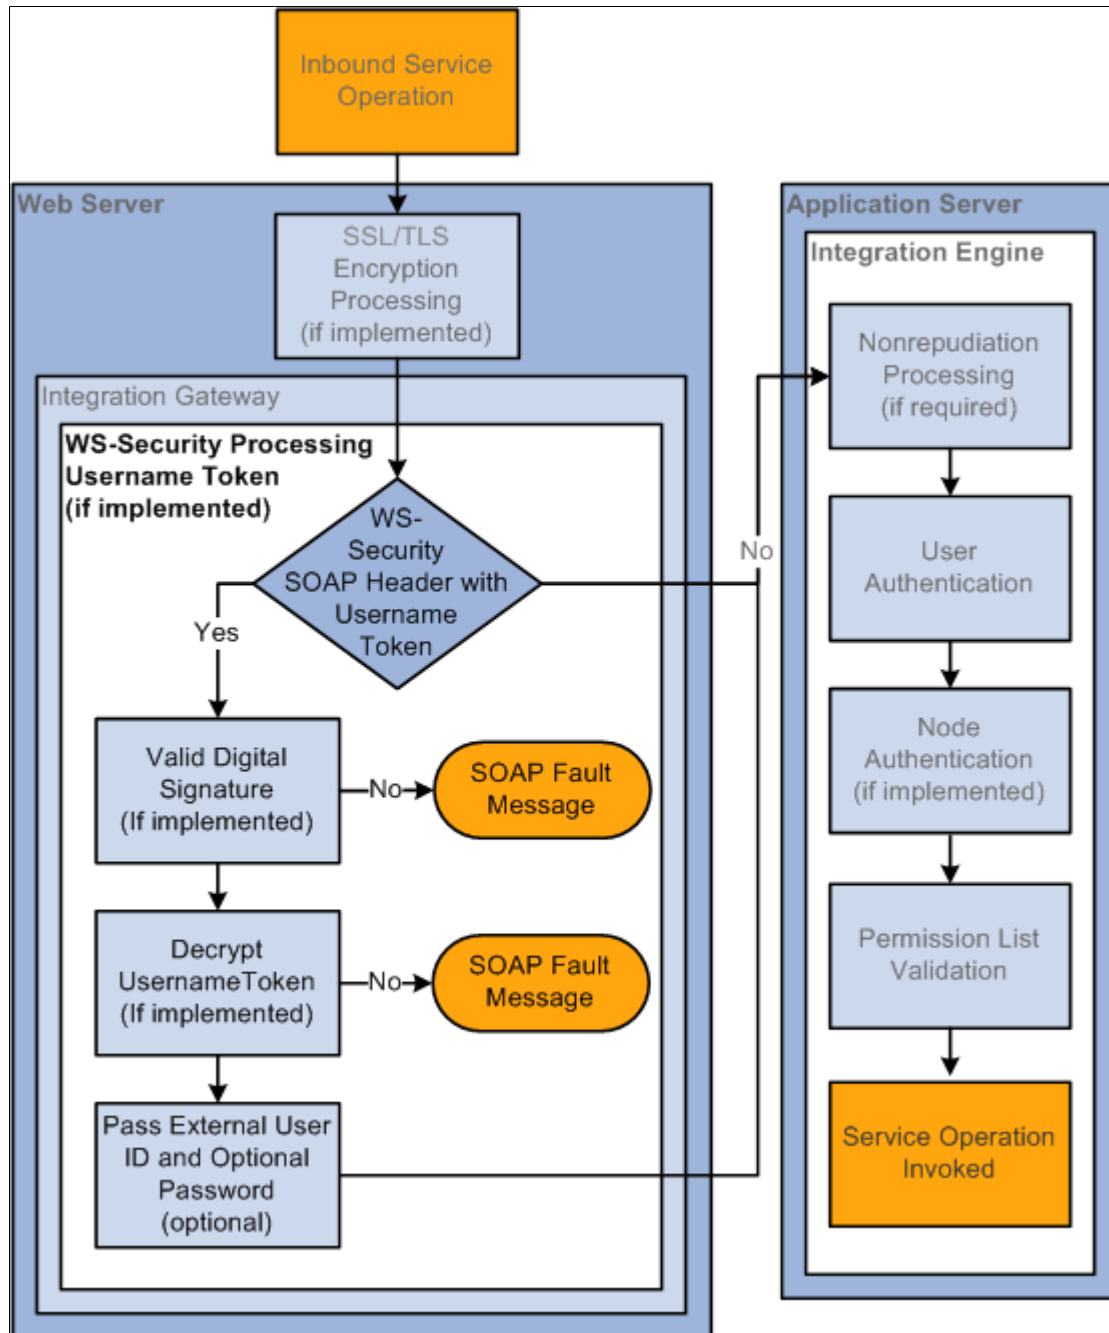 Inbound Service
Operation
Web Server
SSL/TLS
Encryption
Processing
(if implemented)
Integration Gateway
WS-Security Processing
Username Token
(if implemented)
WS-
Security
SOAP Header with
Username
Token
Yes
No
Valid Digital
Signature
(If implemented)
No
SOAP Fault
Message
Decrypt
UsernameToken
(If implemented)
No
SOAP Fault
Message
Pass External User
ID and Optional
Password
(optional)
Application Server
Integration Engine
Nonrepudiation
Processing
(if required)
User
Authentication
Node
Authentication
(if implemented)
Permission List
Validation
Service Operation
Invoked